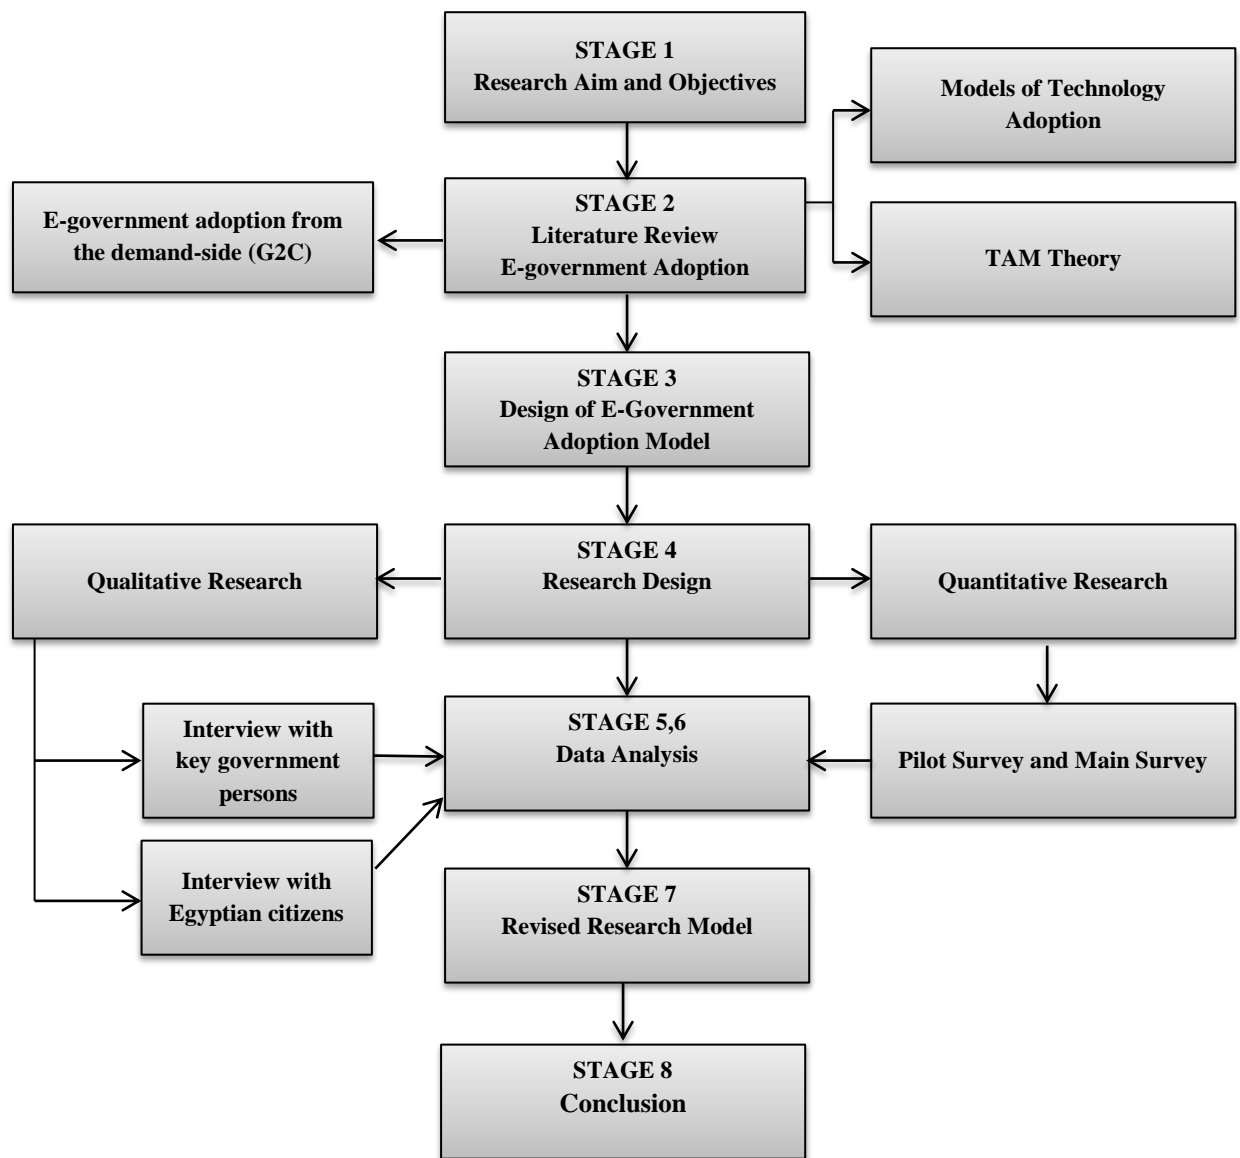 STAGE 1
Research Aim and Objectives
Models of Technology
Adoption
E-government adoption from
the demand-side (G2C)
STAGE 2
Literature Review
E-government Adoption
TAM Theory
STAGE 3
Design of E-Government
Adoption Model
Qualitative Research
STAGE 4
Research Design
Quantitative Research
Interview with
key government
persons
STAGE 5,6
Data Analysis
Pilot Survey and Main Survey
Interview with
Egyptian citizens
STAGE 7
Revised Research Model
STAGE 8
Conclusion